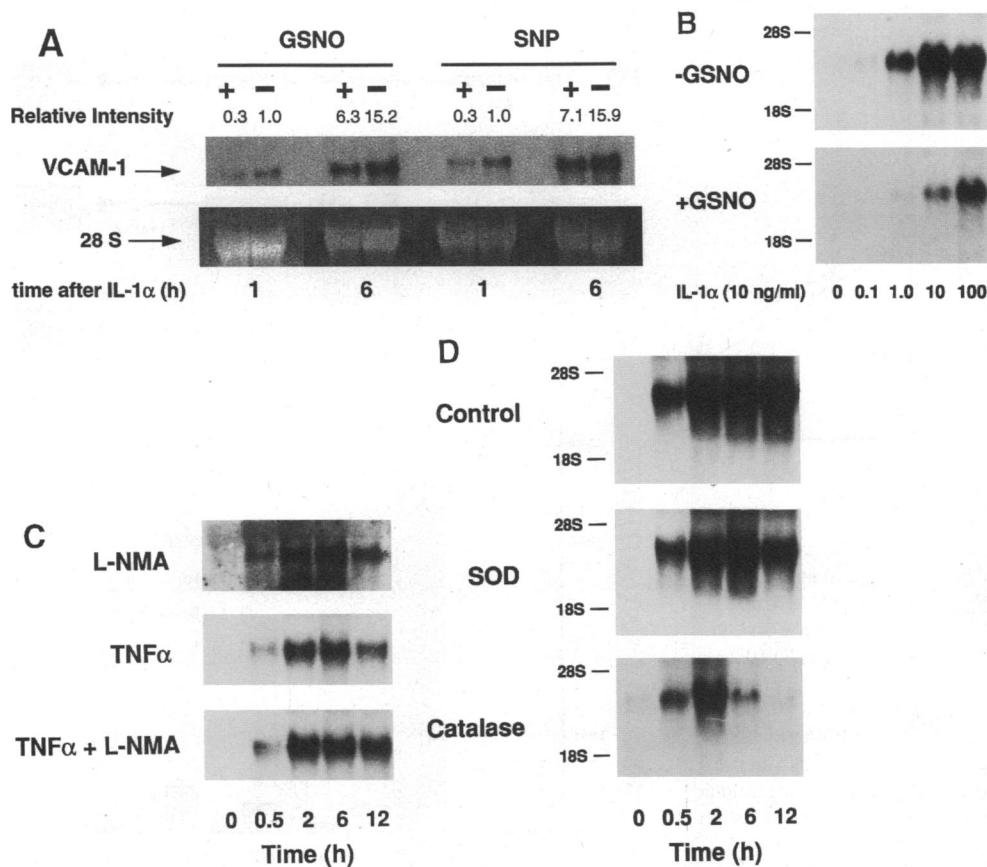 A
GSNO SNP
+ − + − + − + −
Relative Intensity 0.3 1.0 6.3 15.2 0.3 1.0 7.1 15.9
VCAM-1
28 S
time after IL-1α (h) 1 6 1 6
B
28S
-GSNO
18S
28S
+GSNO
18S
IL-1α (10 ng/ml) 0 0.1 1.0 10 100
C
L-NMA
TNFα
TNFα + L-NMA
0 0.5 2 6 12
Time (h)
D
28S
Control
18S
28S
SOD
18S
28S
Catalase
18S
0 0.5 2 6 12
Time (h)